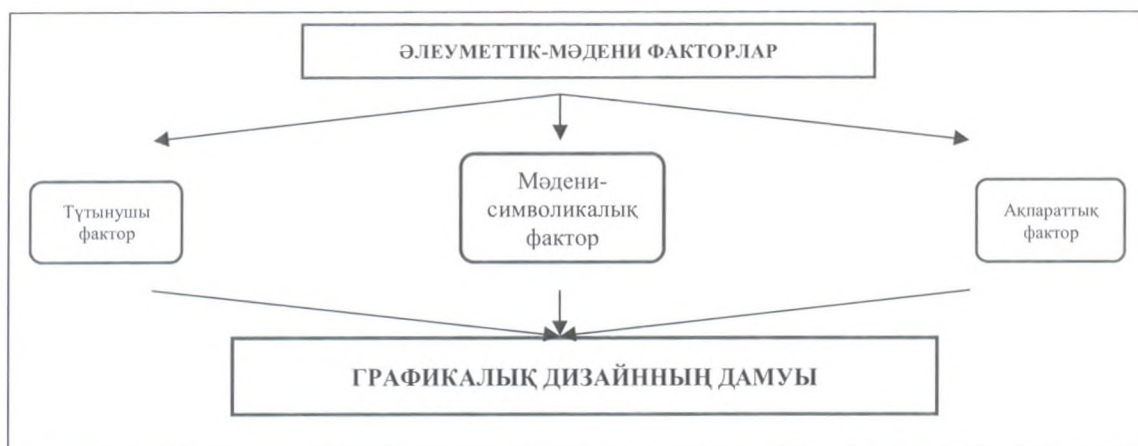 ӘЛЕУМЕТТІК-МӘДЕНИ ФАКТОРЛАР
Тұтынушы
фактор
Мәдени-
символикалық
фактор
Ақпараттық
фактор
ГРАФИКАЛЫҚ ДИЗАЙННЫҢ ДАМУЫ